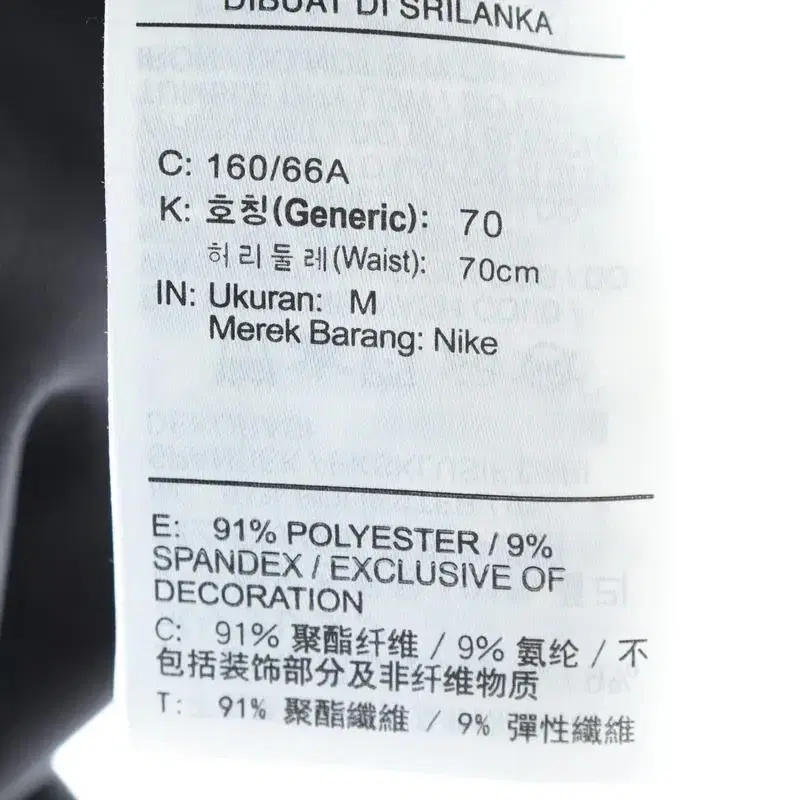 DIBUAT DI SRILANKA
C: 160/66A
K: 호칭(Generic): 70
허리둘레(Waist): 70cm
IN: Ukuran: M
Merek Barang: Nike
E: 91% POLYESTER / 9%
SPANDEX / EXCLUSIVE OF
DECORATION
C: 91% 聚酯纤维 / 9% 氨纶 / 不
包括装饰部分及非纤维物质
T: 91% 聚酯纖維 / 9% 彈性纖維